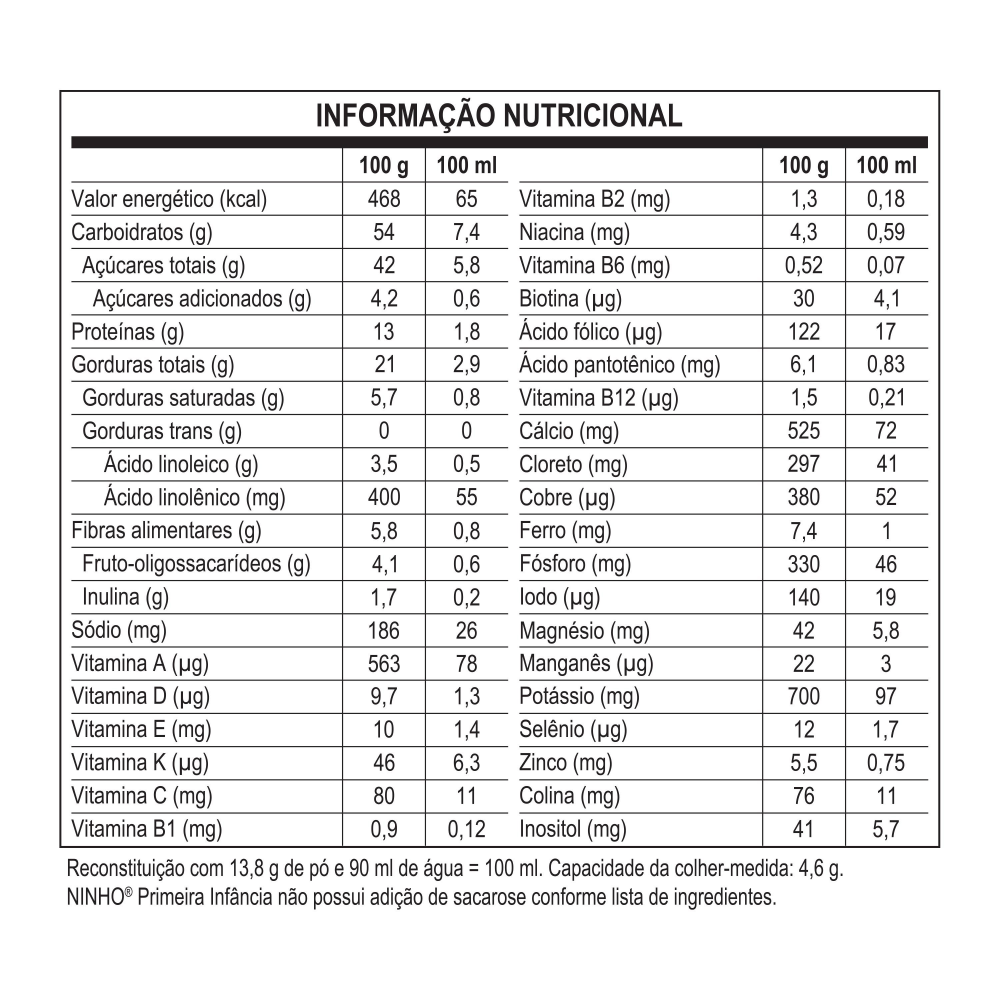 INFORMAÇÃO NUTRICIONAL
100 g 100 ml
Valor energético (kcal) 468 65
Carboidratos (g) 54 7,4
Açúcares totais (g) 42 5,8
Açúcares adicionados (g) 4,2 0,6
Proteínas (g) 13 1,8
Gorduras totais (g) 21 2,9
Gorduras saturadas (g) 5,7 0,8
Gorduras trans (g) 0 0
Ácido linoleico (g) 3,5 0,5
Ácido linolênico (mg) 400 55
Fibras alimentares (g) 5,8 0,8
Fruto-oligossacarídeos (g) 4,1 0,6
Inulina (g) 1,7 0,2
Sódio (mg) 186 26
Vitamina A (µg) 563 78
Vitamina D (µg) 9,7 1,3
Vitamina E (mg) 10 1,4
Vitamina K (µg) 46 6,3
Vitamina C (mg) 80 11
Vitamina B1 (mg) 0,9 0,12
100 g 100 ml
Vitamina B2 (mg) 1,3 0,18
Niacina (mg) 4,3 0,59
Vitamina B6 (mg) 0,52 0,07
Biotina (µg) 30 4,1
Ácido fólico (µg) 122 17
Ácido pantotênico (mg) 6,1 0,83
Vitamina B12 (µg) 1,5 0,21
Cálcio (mg) 525 72
Cloreto (mg) 297 41
Cobre (µg) 380 52
Ferro (mg) 7,4 1
Fósforo (mg) 330 46
Iodo (µg) 140 19
Magnésio (mg) 42 5,8
Manganês (µg) 22 3
Potássio (mg) 700 97
Selênio (µg) 12 1,7
Zinco (mg) 5,5 0,75
Colina (mg) 76 11
Inositol (mg) 41 5,7
Reconstituição com 13,8 g de pó e 90 ml de água = 100 ml. Capacidade da colher-medida: 4,6 g.
NINHO® Primeira Infância não possui adição de sacarose conforme lista de ingredientes.